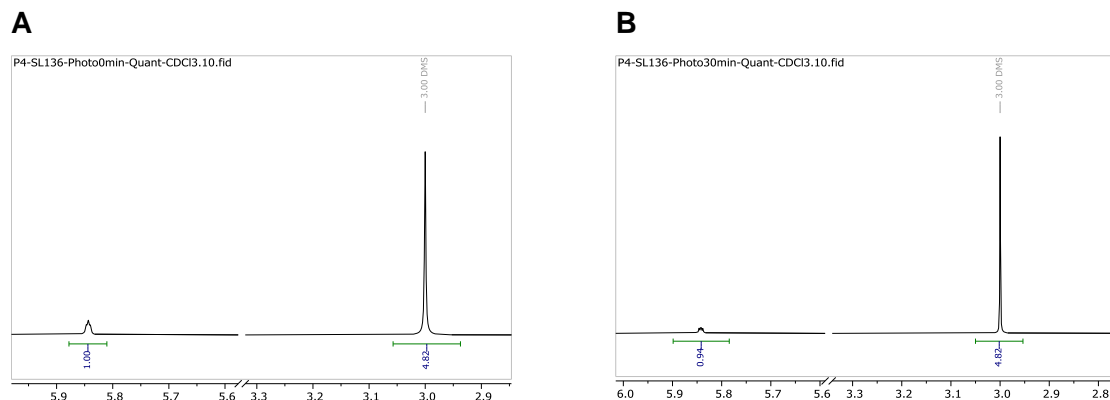 A
P4-SL136-Photo0min-Quant-CDCl3.10.fid
3.00 DMS
1.00
4.82
5.9 5.8 5.7 5.6 3.3 3.2 3.1 3.0 2.9
B
P4-SL136-Photo30min-Quant-CDCl3.10.fid
3.00 DMS
0.94
4.82
6.0 5.9 5.8 5.7 5.6 3.3 3.2 3.1 3.0 2.9 2.8